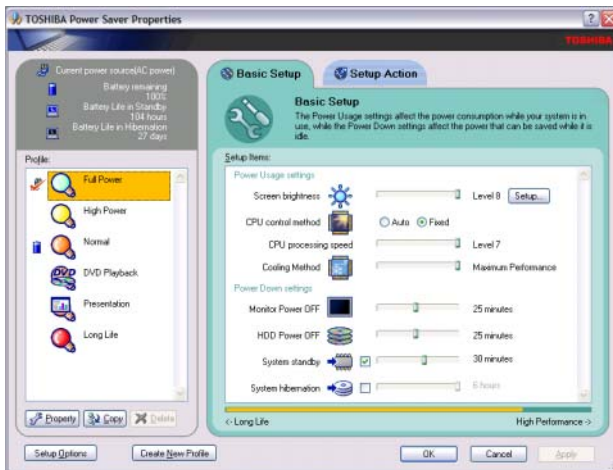 TOSHIBA Power Saver Properties
TOSHIBA
Current power source(AC power)
Battery remaining
100%
Battery Life in Standby
104 hours
Battery Life in Hibernation
27 days
Profile:
Full Power
High Power
Normal
DVD
DVD Playback
Presentation
Long Life
Property
Copy
Delete
Setup Options
Create New Profile
Basic Setup
Setup Action
Basic Setup
The Power Usage settings affect the power consumption while your system is in
use, while the Power Down settings affect the power that can be saved while it is
idle.
Setup Items:
Power Usage settings
Screen brightness
Level 8
Setup...
CPU control method
Auto
Fixed
CPU processing speed
Level 7
Cooling Method
Maximum Performance
Power Down settings
Monitor Power OFF
25 minutes
HDD Power OFF
25 minutes
System standby
30 minutes
System hibernation
6 hours
<- Long Life
High Performance ->
OK
Cancel
Apply